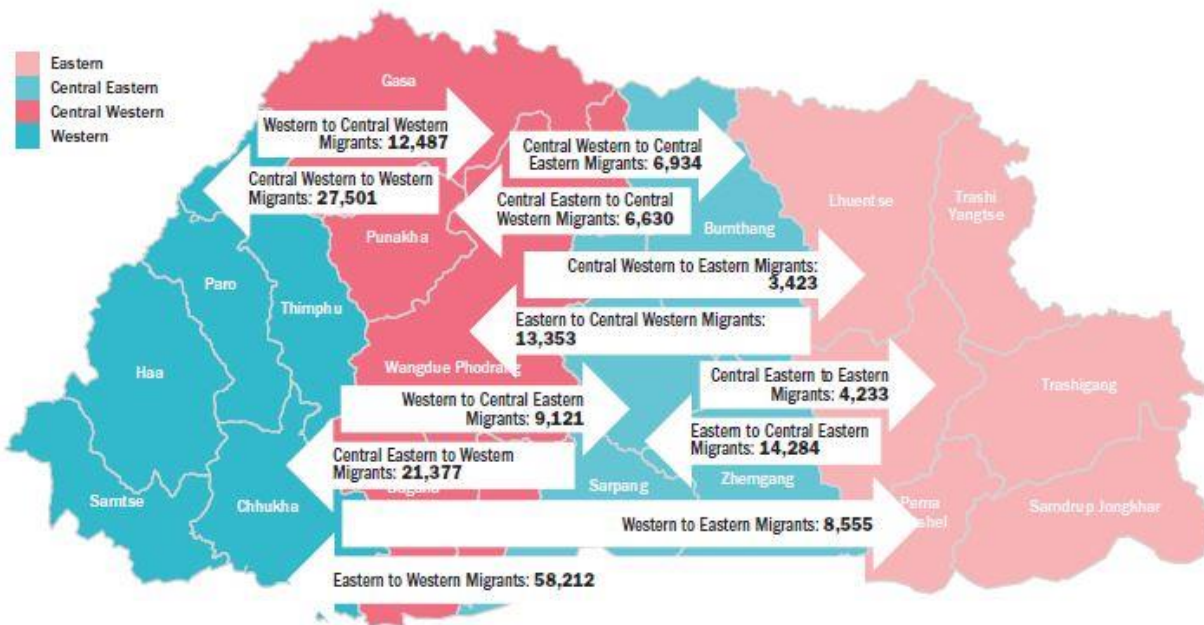 Eastern
Central Eastern
Central Western
Western
Gasa
Western to Central Western
Migrants: 12,487
Central Western to Central
Eastern Migrants: 6,934
Central Western to Western
Migrants: 27,501
Central Eastern to Central
Western Migrants: 6,630
Lhuentse
Trashi
Yangtse
Punakha
Bumthang
Paro
Thimphu
Central Western to Eastern Migrants:
3,423
Eastern to Central Western Migrants:
13,353
Haa
Wangdue Phodrang
Central Eastern to Eastern
Migrants: 4,233
Trashigang
Western to Central Eastern
Migrants: 9,121
Eastern to Central Eastern
Migrants: 14,284
Central Eastern to Western
Migrants: 21,377
Samtse
Chhukha
Sarpang
Zhemgang
Pema
shel
Samdrup Jongkhar
Western to Eastern Migrants: 8,555
Eastern to Western Migrants: 58,212